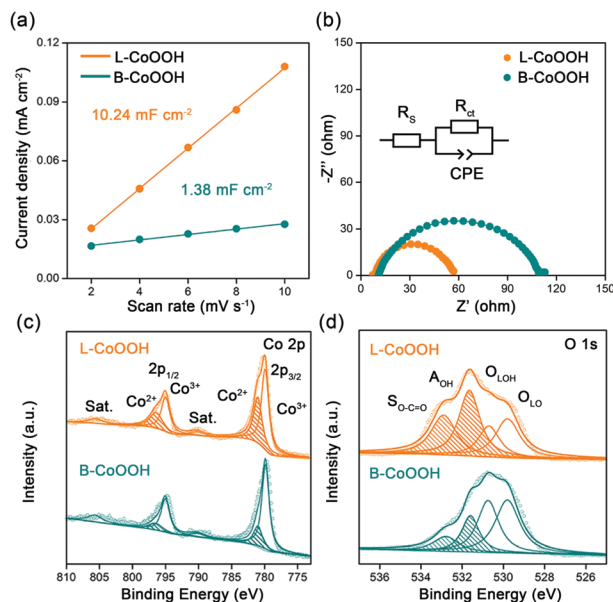 (a)
0.12
0.09
0.06
0.03
0.00
Current density (mA cm⁻²)
L-CoOOH
B-CoOOH
10.24 mF cm⁻²
1.38 mF cm⁻²
2 4 6 8 10
Scan rate (mV s⁻¹)
(b)
-150
-120
-90
-60
-30
0
-Z'' (ohm)
L-CoOOH
B-CoOOH
R_S
R_ct
CPE
0 30 60 90 120 150
Z' (ohm)
(c)
Intensity (a.u.)
L-CoOOH
Co 2p
2p₁/₂
2p₃/₂
Co³⁺
Co²⁺
Co²⁺
Co³⁺
Sat.
Sat.
B-CoOOH
810 805 800 795 790 785 780 775
Binding Energy (eV)
(d)
O 1s
Intensity (a.u.)
L-CoOOH
S_O-C=O
A_OH
O_LOH
O_LO
B-CoOOH
536 534 532 530 528 526
Binding Energy (eV)